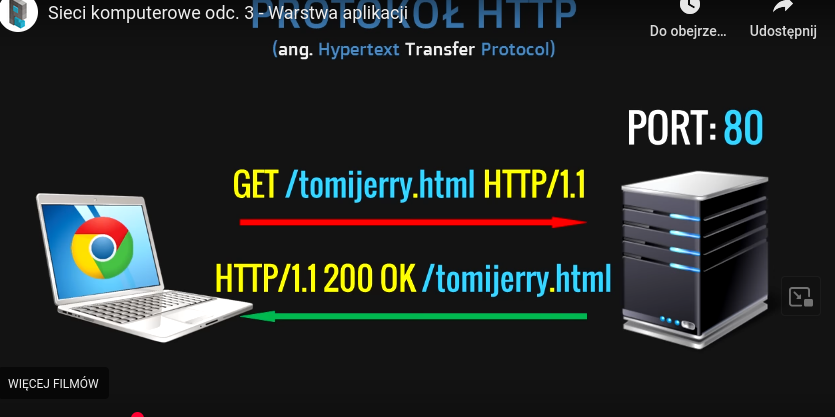 Sieci komputerowe odc. 3 - Warstwa aplikacji
PROTOKÓŁ HTTP
(ang. Hypertext Transfer Protocol)
Do obejrze...
Udostępnij
PORT: 80
GET /tomijerry.html HTTP/1.1
HTTP/1.1 200 OK /tomijerry.html
WIĘCEJ FILMÓW